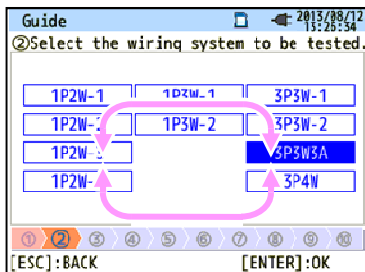 Guide 2013/08/12
13:25:34
②Select the wiring system to be tested.
1P2W-1 1P3W-1 3P3W-1
1P2W-2 1P3W-2 3P3W-2
1P2W-3 3P3W3A
1P2W- 3P4W
① ② ③ ④ ⑤ ⑥ ⑦ ⑧ ⑨ ⑩
[ESC]:BACK [ENTER]:OK